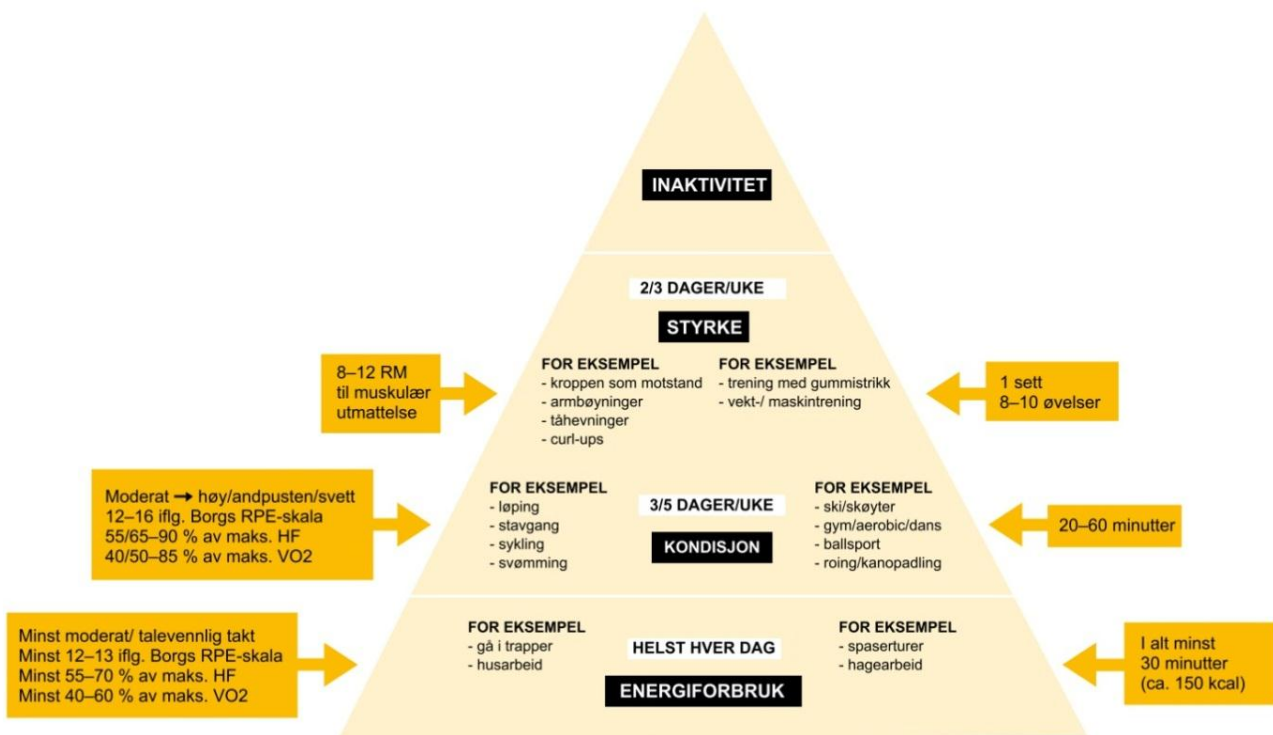 INAKTIVITET
2/3 DAGER/UKE
STYRKE
8–12 RM
til muskulær
utmattelse
FOR EKSEMPEL
- kroppen som motstand
- armbøyninger
- tåhevninger
- curl-ups
FOR EKSEMPEL
- trening med gummistrikk
- vekt-/ maskintrening
1 sett
8–10 øvelser
Moderat → høy/andpusten/svett
12–16 iflg. Borgs RPE-skala
55/65–90 % av maks. HF
40/50–85 % av maks. VO2
FOR EKSEMPEL
- løping
- stavgang
- sykling
- svømming
3/5 DAGER/UKE
KONDISJON
FOR EKSEMPEL
- ski/skøyter
- gym/aerobic/dans
- ballsport
- roing/kanopadling
20–60 minutter
Minst moderat/ talevennlig takt
Minst 12–13 iflg. Borgs RPE-skala
Minst 55–70 % av maks. HF
Minst 40–60 % av maks. VO2
FOR EKSEMPEL
- gå i trapper
- husarbeid
HELST HVER DAG
ENERGIFORBRUK
FOR EKSEMPEL
- spaserturer
- hagearbeid
I alt minst
30 minutter
(ca. 150 kcal)